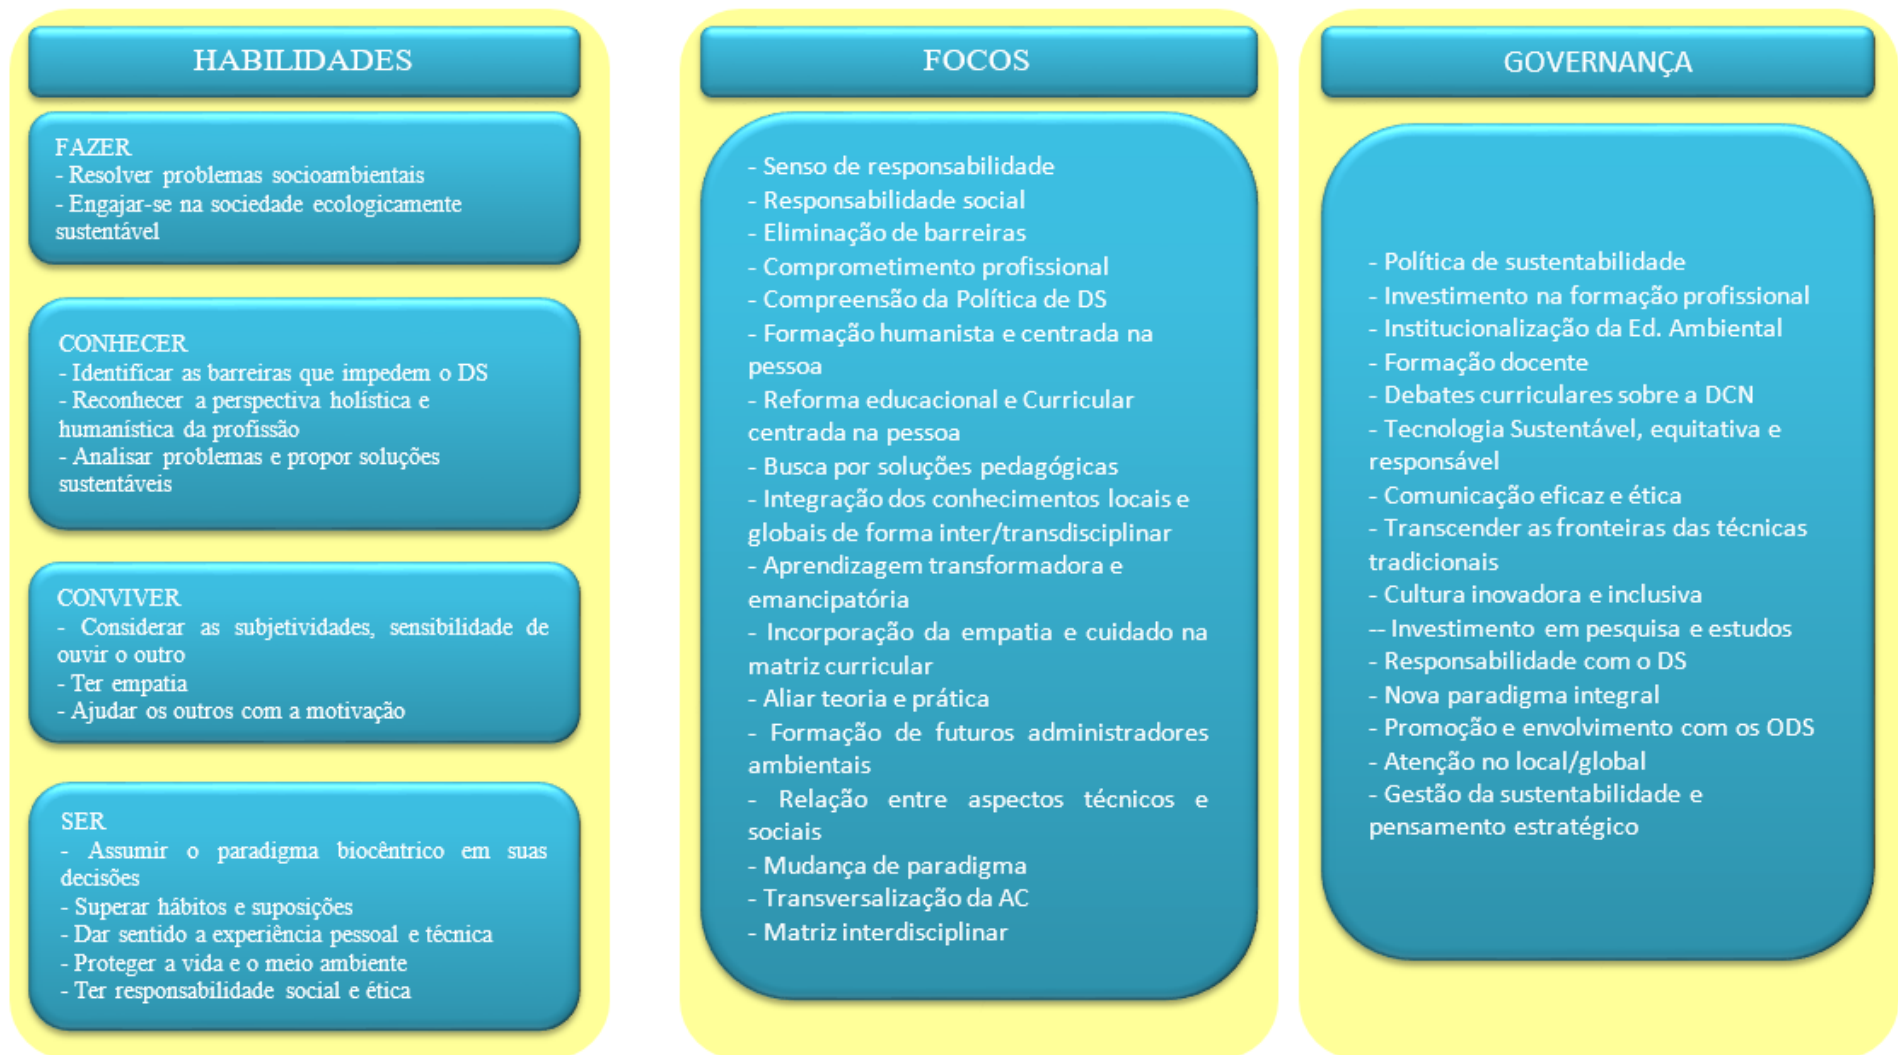 HABILIDADES
FAZER
- Resolver problemas socioambientais
- Engajar-se na sociedade ecologicamente
sustentável
CONHECER
- Identificar as barreiras que impedem o DS
- Reconhecer a perspectiva holística e
humanística da profissão
- Analisar problemas e propor soluções
sustentáveis
CONVIVER
- Considerar as subjetividades, sensibilidade de
ouvir o outro
- Ter empatia
- Ajudar os outros com a motivação
SER
- Assumir o paradigma biocêntrico em suas
decisões
- Superar hábitos e suposições
- Dar sentido a experiência pessoal e técnica
- Proteger a vida e o meio ambiente
- Ter responsabilidade social e ética
FOCOS
- Senso de responsabilidade
- Responsabilidade social
- Eliminação de barreiras
- Comprometimento profissional
- Compreensão da Política de DS
- Formação humanista e centrada na
pessoa
- Reforma educacional e Curricular
centrada na pessoa
- Busca por soluções pedagógicas
- Integração dos conhecimentos locais e
globais de forma inter/transdisciplinar
- Aprendizagem transformadora e
emancipatória
- Incorporação da empatia e cuidado na
matriz curricular
- Aliar teoria e prática
- Formação de futuros administradores
ambientais
- Relação entre aspectos técnicos e
sociais
- Mudança de paradigma
- Transversalização da AC
- Matriz interdisciplinar
GOVERNANÇA
- Política de sustentabilidade
- Investimento na formação profissional
- Institucionalização da Ed. Ambiental
- Formação docente
- Debates curriculares sobre a DCN
- Tecnologia Sustentável, equitativa e
responsável
- Comunicação eficaz e ética
- Transcender as fronteiras das técnicas
tradicionais
- Cultura inovadora e inclusiva
-- Investimento em pesquisa e estudos
- Responsabilidade com o DS
- Nova paradigma integral
- Promoção e envolvimento com os ODS
- Atenção no local/global
- Gestão da sustentabilidade e
pensamento estratégico